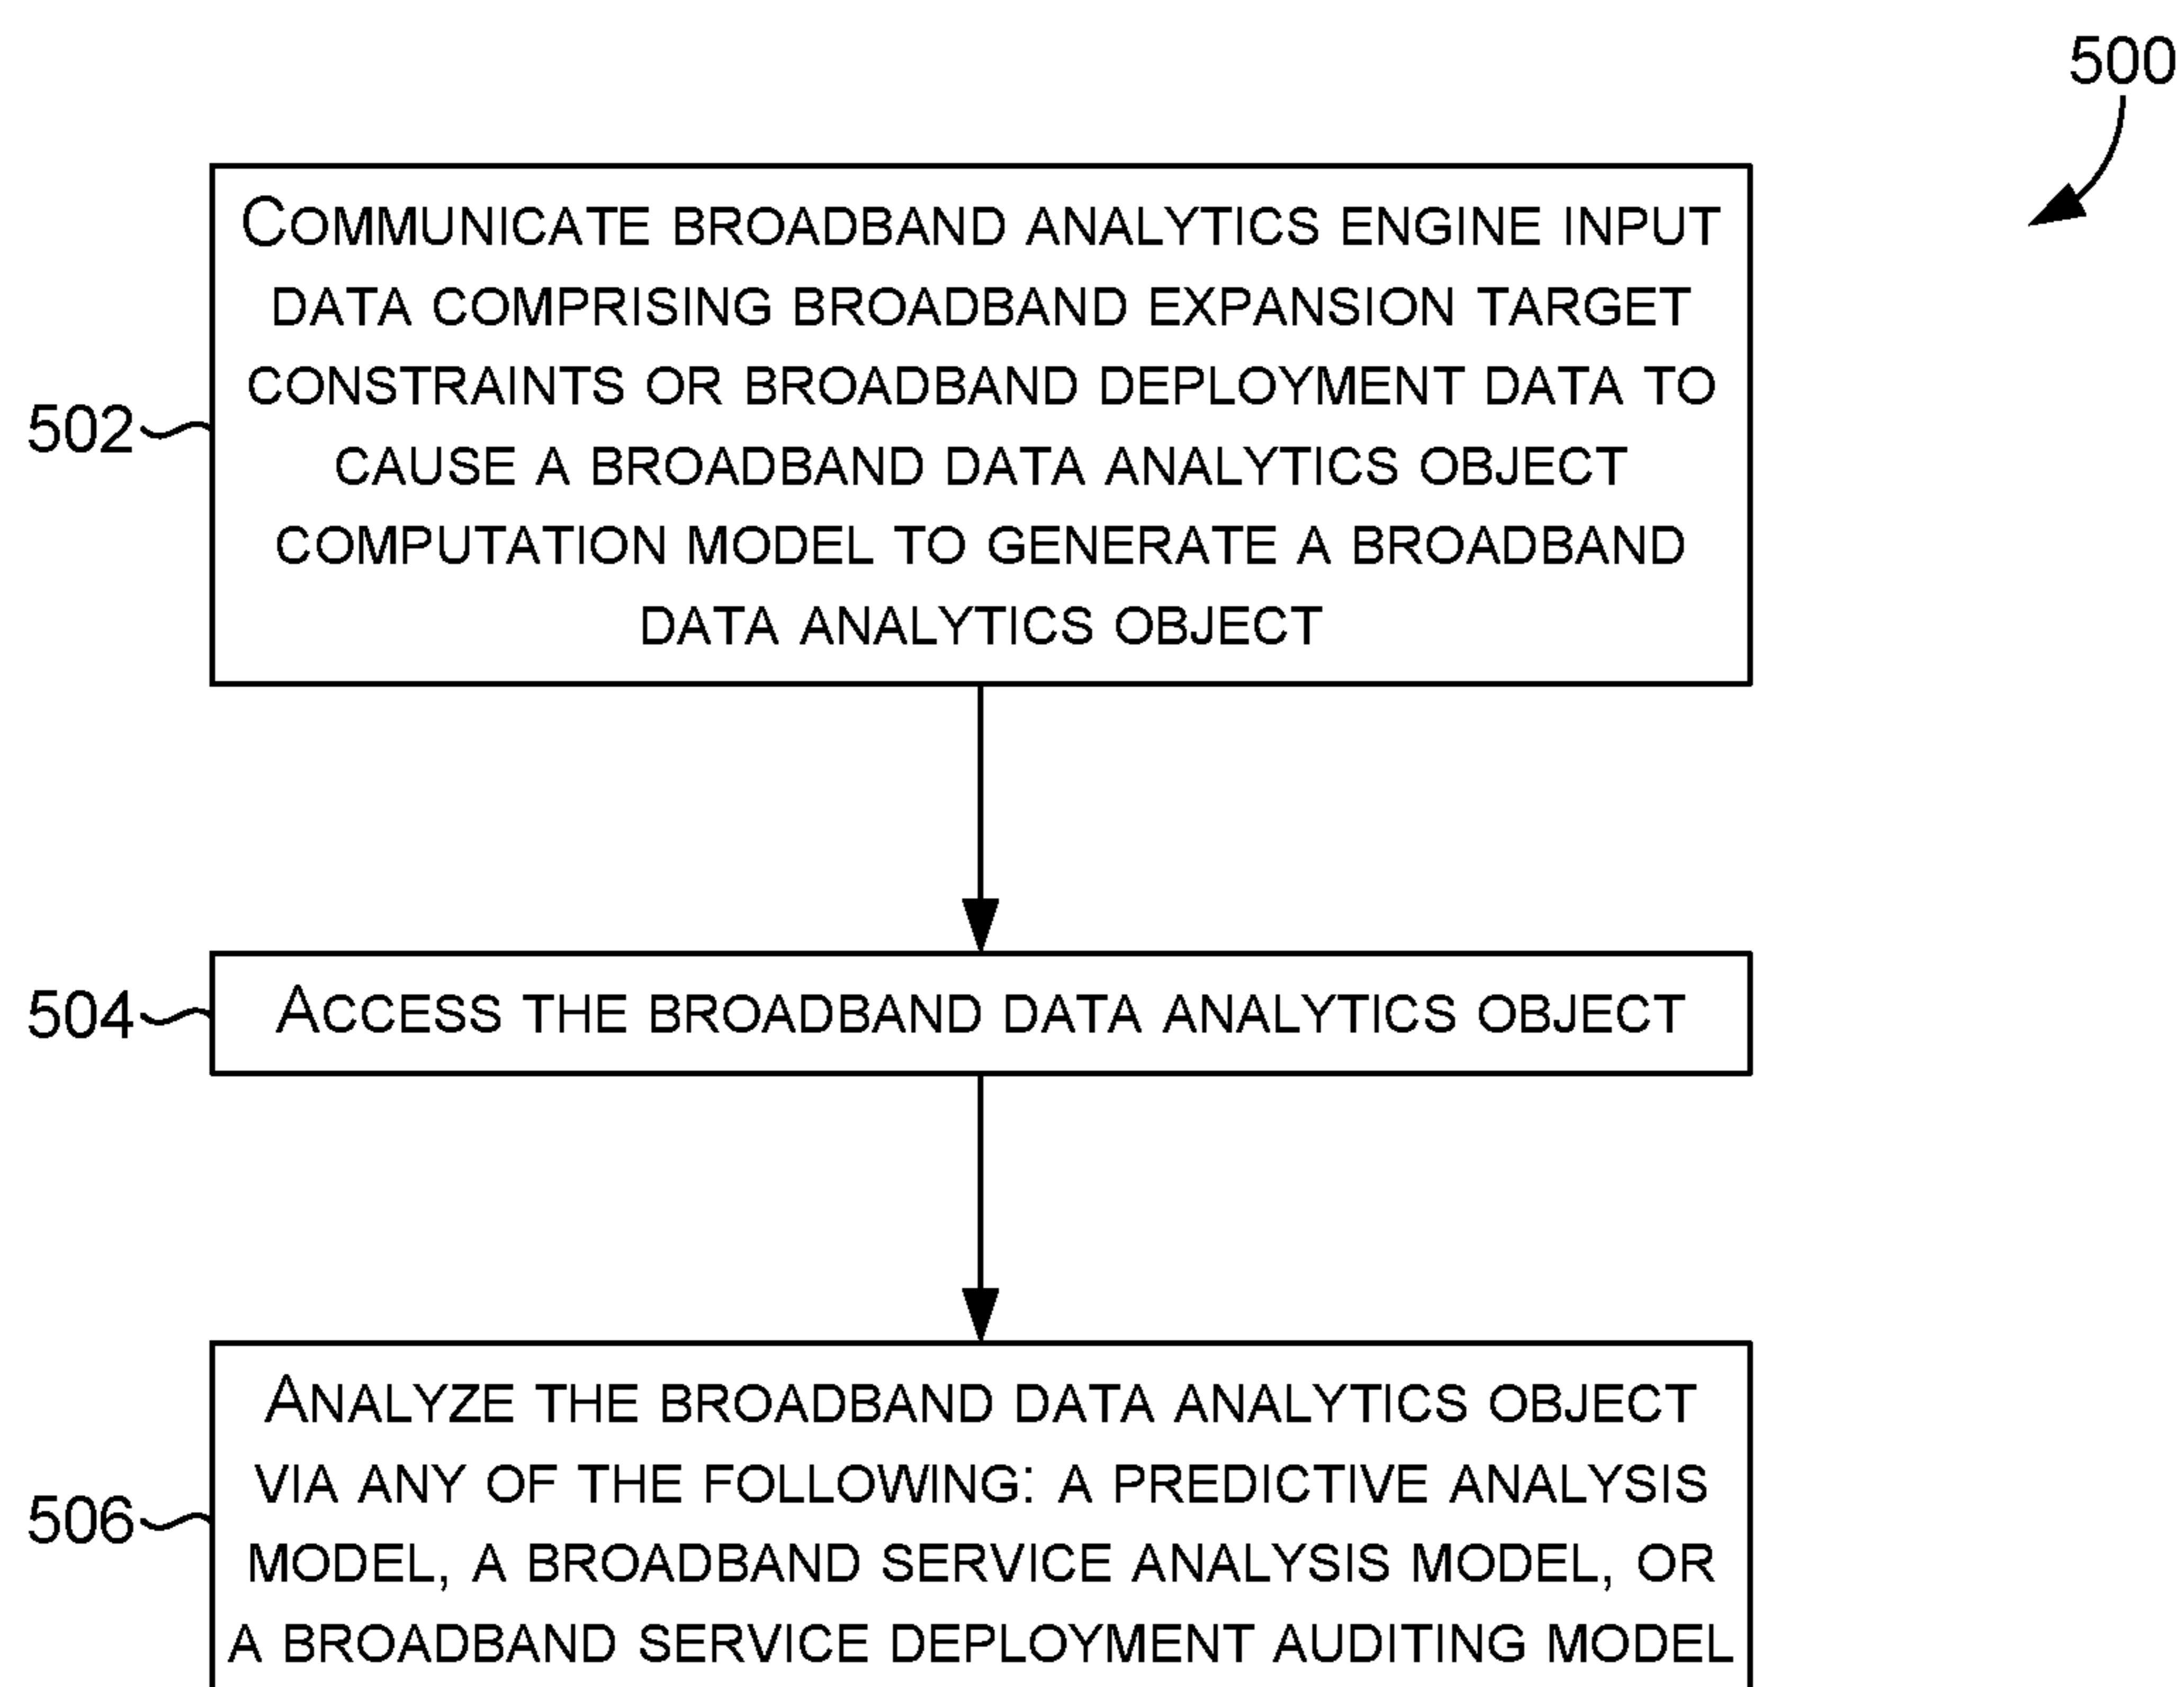 500
COMMUNICATE BROADBAND ANALYTICS ENGINE INPUT
DATA COMPRISING BROADBAND EXPANSION TARGET
CONSTRAINTS OR BROADBAND DEPLOYMENT DATA TO
CAUSE A BROADBAND DATA ANALYTICS OBJECT
COMPUTATION MODEL TO GENERATE A BROADBAND
DATA ANALYTICS OBJECT
502
504
ACCESS THE BROADBAND DATA ANALYTICS OBJECT
ANALYZE THE BROADBAND DATA ANALYTICS OBJECT
VIA ANY OF THE FOLLOWING: A PREDICTIVE ANALYSIS
MODEL, A BROADBAND SERVICE ANALYSIS MODEL, OR
A BROADBAND SERVICE DEPLOYMENT AUDITING MODEL
506